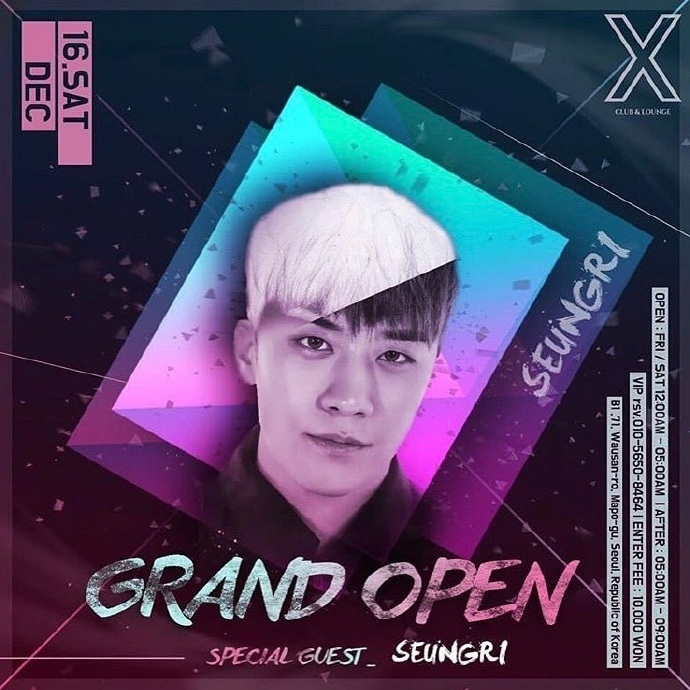 16.SAT
DEC
X
CLUB & LOUNGE
SEUNGRI
OPEN : FRI / SAT 12:00AM - 05:00AM | AFTER : 05:00AM - 09:00AM
VIP rsv.010-5650-8464 | ENTER FEE : 10,000 WON
B1, 71, Wausan-ro, Mapo-gu, Seoul, Republic of Korea
GRAND OPEN
SPECIAL GUEST_ SEUNGRI